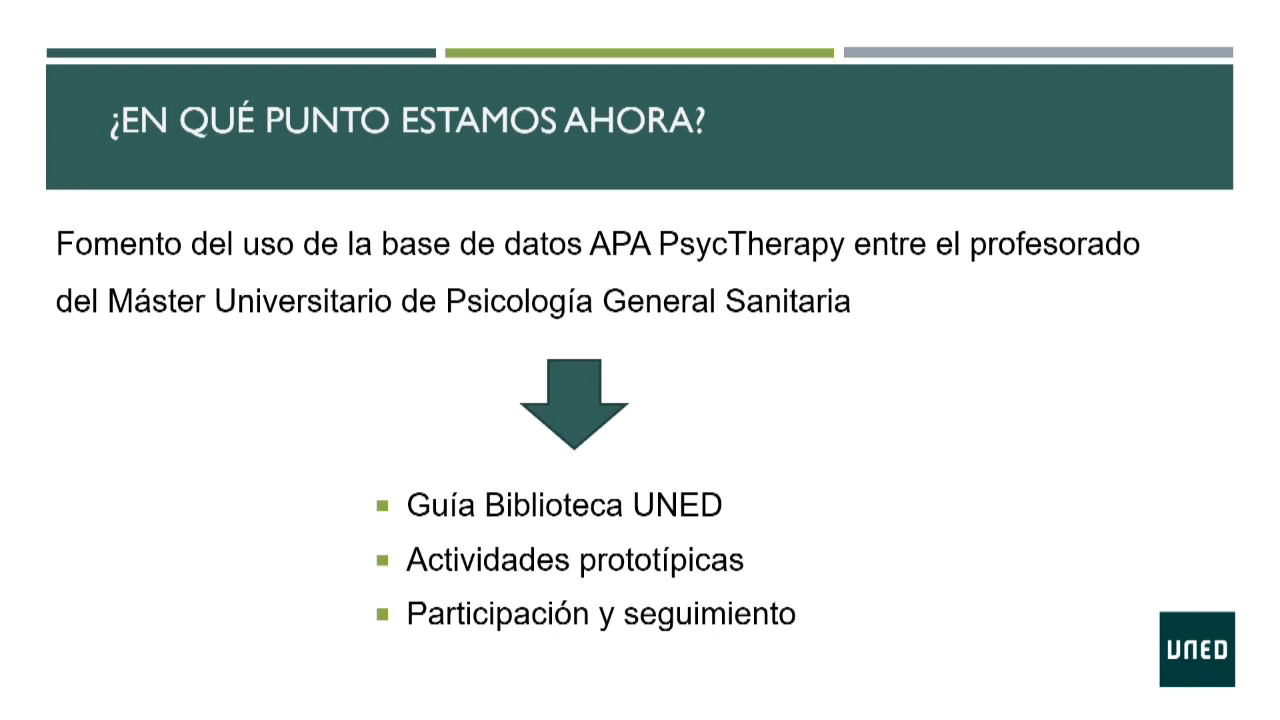 ¿EN QUÉ PUNTO ESTAMOS AHORA?
Fomento del uso de la base de datos APA PsycTherapy entre el profesorado
del Máster Universitario de Psicología General Sanitaria
Guía Biblioteca UNED
Actividades prototípicas
Participación y seguimiento
UNED